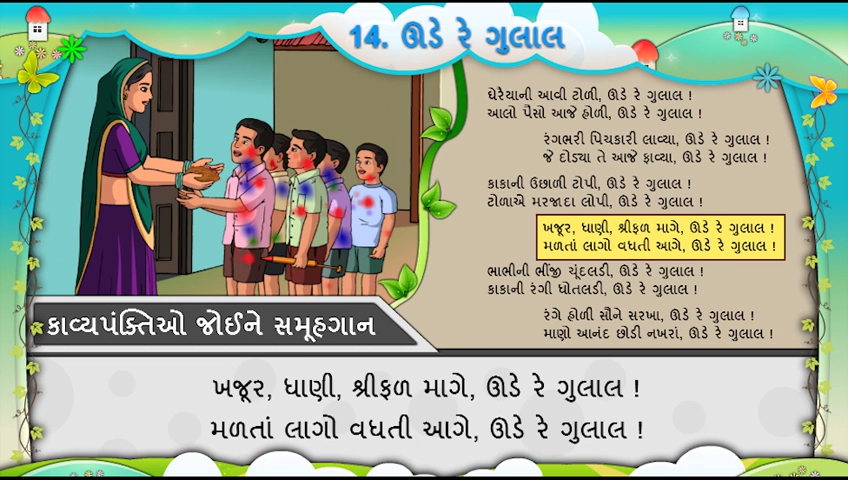 14. ઊડે રે ગુલાલ
ઘેરૈયાની આવી ટોળી, ઊડે રે ગુલાલ !
આલો પૈસો આજે હોળી, ઊડે રે ગુલાલ !
રંગભરી પિચકારી લાવ્યા, ઊડે રે ગુલાલ !
જે દોડ્યા તે આજે ફાવ્યા, ઊડે રે ગુલાલ !
કાકાની ઉછાળી ટોપી, ઊડે રે ગુલાલ !
ટોળાએ મરજાદા લોપી, ઊડે રે ગુલાલ !
ખજૂર, ધાણી, શ્રીફળ માગે, ઊડે રે ગુલાલ !
મળતાં લાગો વધતી આગે, ઊડે રે ગુલાલ !
ભાભીની ભીંજી ચૂંદલડી, ઊડે રે ગુલાલ !
કાકાની રંગી ધોતલડી, ઊડે રે ગુલાલ !
રંગે હોળી સૌને સરખા, ઊડે રે ગુલાલ !
માણો આનંદ છોડી નખરાં, ઊડે રે ગુલાલ !
કાવ્યપંક્તિઓ જોઈને સમૂહગાન
ખજૂર, ધાણી, શ્રીફળ માગે, ઊડે રે ગુલાલ !
મળતાં લાગો વધતી આગે, ઊડે રે ગુલાલ !